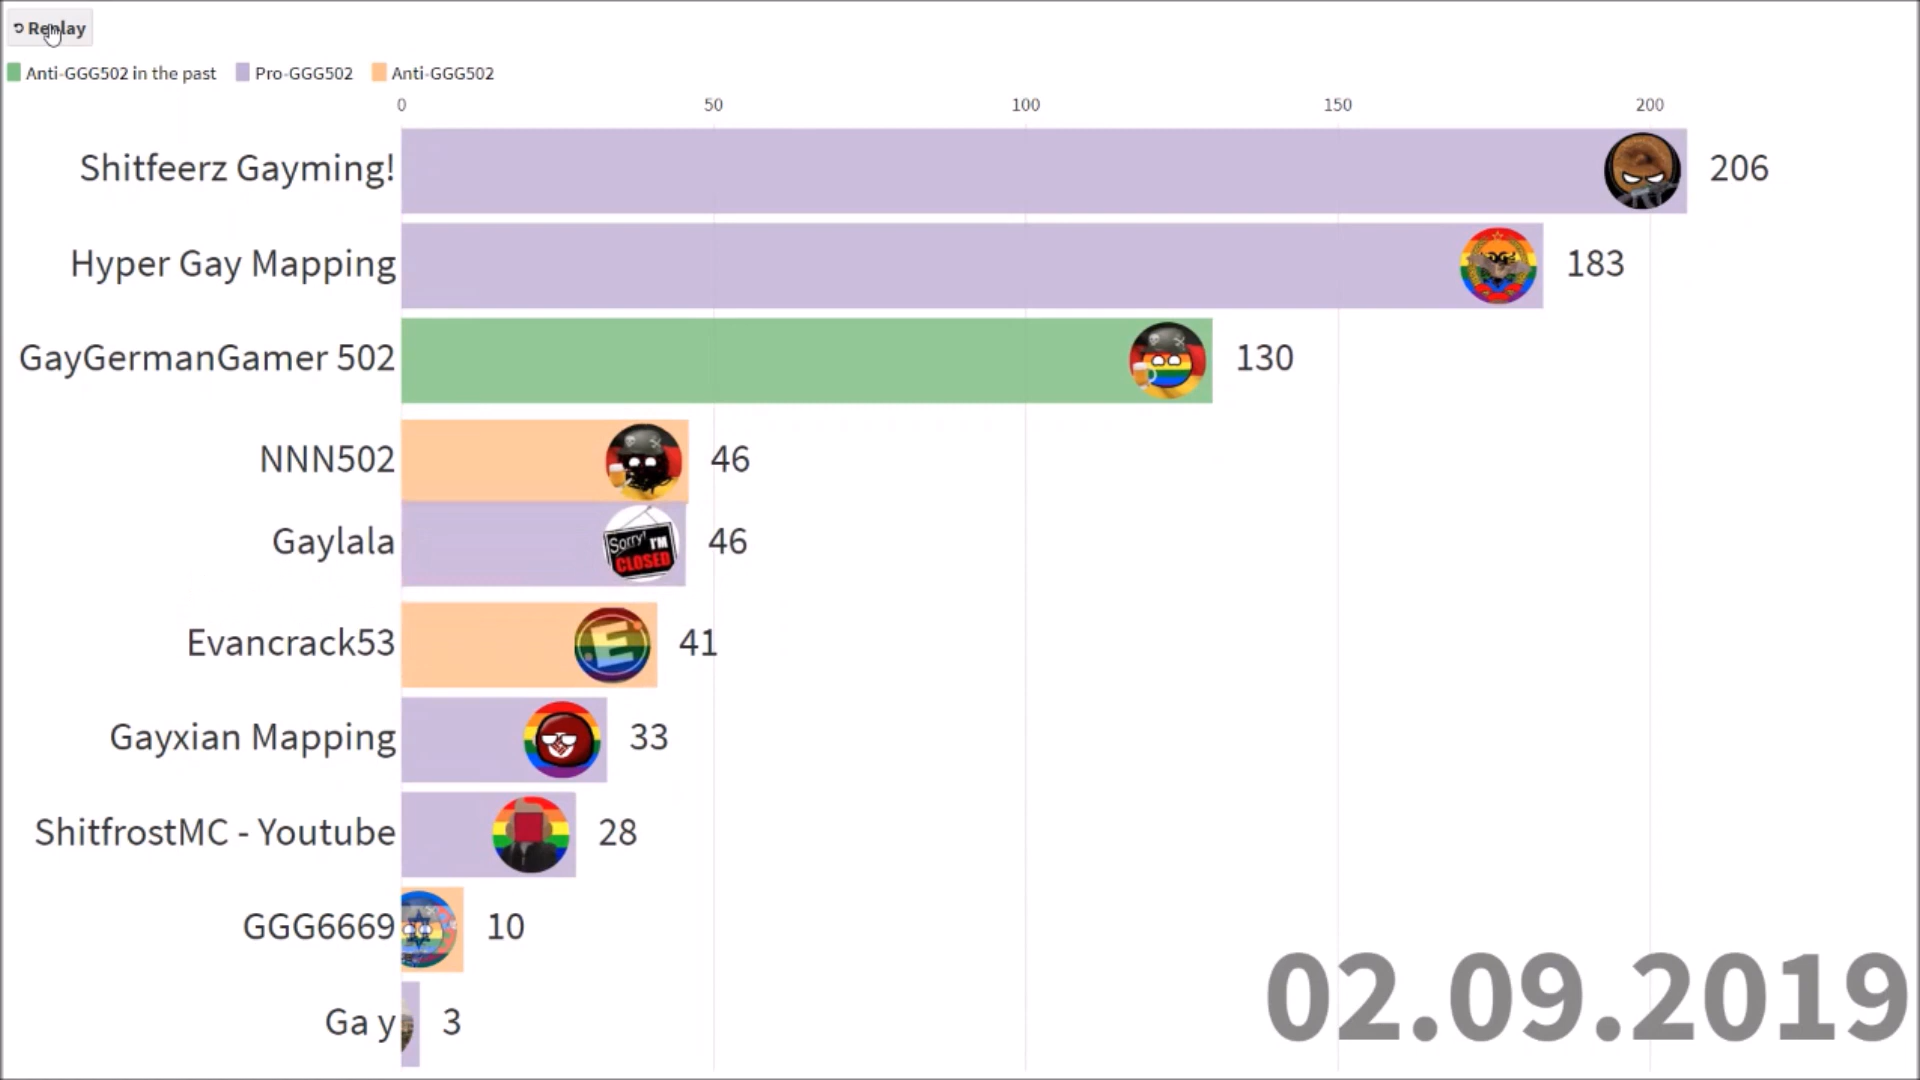 Replay
Anti-GGG502 in the past Pro-GGG502 Anti-GGG502
0 50 100 150 200
Shitfeerz Gayming! 206
Hyper Gay Mapping 183
GayGermanGamer 502 130
NNN502 46
Gaylala Sorry! I'M CLOSED 46
Evancrack53 E 41
Gayxian Mapping 33
ShitfrostMC - Youtube 28
GGG6669 10
Ga y 3
02.09.2019